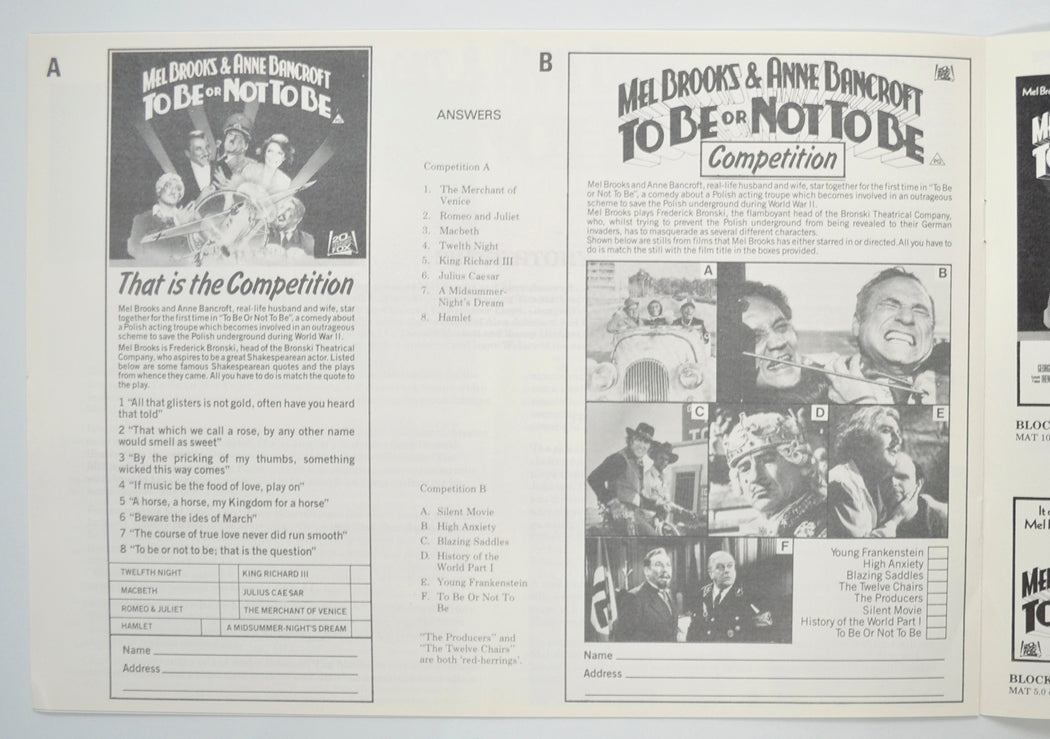 A
MEL BROOKS & ANNE BANCROFT
TO BE OR NOT TO BE
PG
20th
CENTURY
FOX
That is the Competition
Mel Brooks and Anne Bancroft, real-life husband and wife, star
together for the first time in "To Be Or Not To Be", a comedy about
a Polish acting troupe which becomes involved in an outrageous
scheme to save the Polish underground during World War II.
Mel Brooks is Frederick Bronski, head of the Bronski Theatrical
Company, who aspires to be a great Shakespearean actor. Listed
below are some famous Shakespearean quotes and the plays
from whence they came. All you have to do is match the quote to
the play.
1 "All that glisters is not gold, often have you heard
that told"
2 "That which we call a rose, by any other name
would smell as sweet"
3 "By the pricking of my thumbs, something
wicked this way comes"
4 "If music be the food of love, play on"
5 "A horse, a horse, my Kingdom for a horse"
6 "Beware the ides of March"
7 "The course of true love never did run smooth"
8 "To be or not to be; that is the question"
TWELFTH NIGHT KING RICHARD III
MACBETH JULIUS CAESAR
ROMEO & JULIET THE MERCHANT OF VENICE
HAMLET A MIDSUMMER-NIGHT'S DREAM
Name
Address
ANSWERS
Competition A
1. The Merchant of
Venice
2. Romeo and Juliet
3. Macbeth
4. Twelth Night
5. King Richard III
6. Julius Caesar
7. A Midsummer-
Night's Dream
8. Hamlet
Competition B
A. Silent Movie
B. High Anxiety
C. Blazing Saddles
D. History of the
World Part I
E. Young Frankenstein
F. To Be Or Not To
Be
"The Producers" and
"The Twelve Chairs"
are both 'red-herrings'.
B
MEL BROOKS & ANNE BANCROFT
TO BE OR NOT TO BE
PG
Competition
Mel Brooks and Anne Bancroft, real-life husband and wife, star together for the first time in "To Be
or Not To Be", a comedy about a Polish acting troupe which becomes involved in an outrageous
scheme to save the Polish underground during World War II.
Mel Brooks plays Frederick Bronski, the flamboyant head of the Bronski Theatrical Company,
who, whilst trying to prevent the Polish underground from being revealed to their German
invaders, has to masquerade as several different characters.
Shown below are stills from films that Mel Brooks has either starred in or directed. All you have to
do is match the still with the film title in the boxes provided.
A
B
C
D
E
F
Young Frankenstein
High Anxiety
Blazing Saddles
The Twelve Chairs
The Producers
Silent Movie
History of the World Part I
To Be Or Not To Be
Name
Address
Mel Br
GEORG
BLOC
MAT 10
It
Mel
TO
BLOCK
MAT 5.0